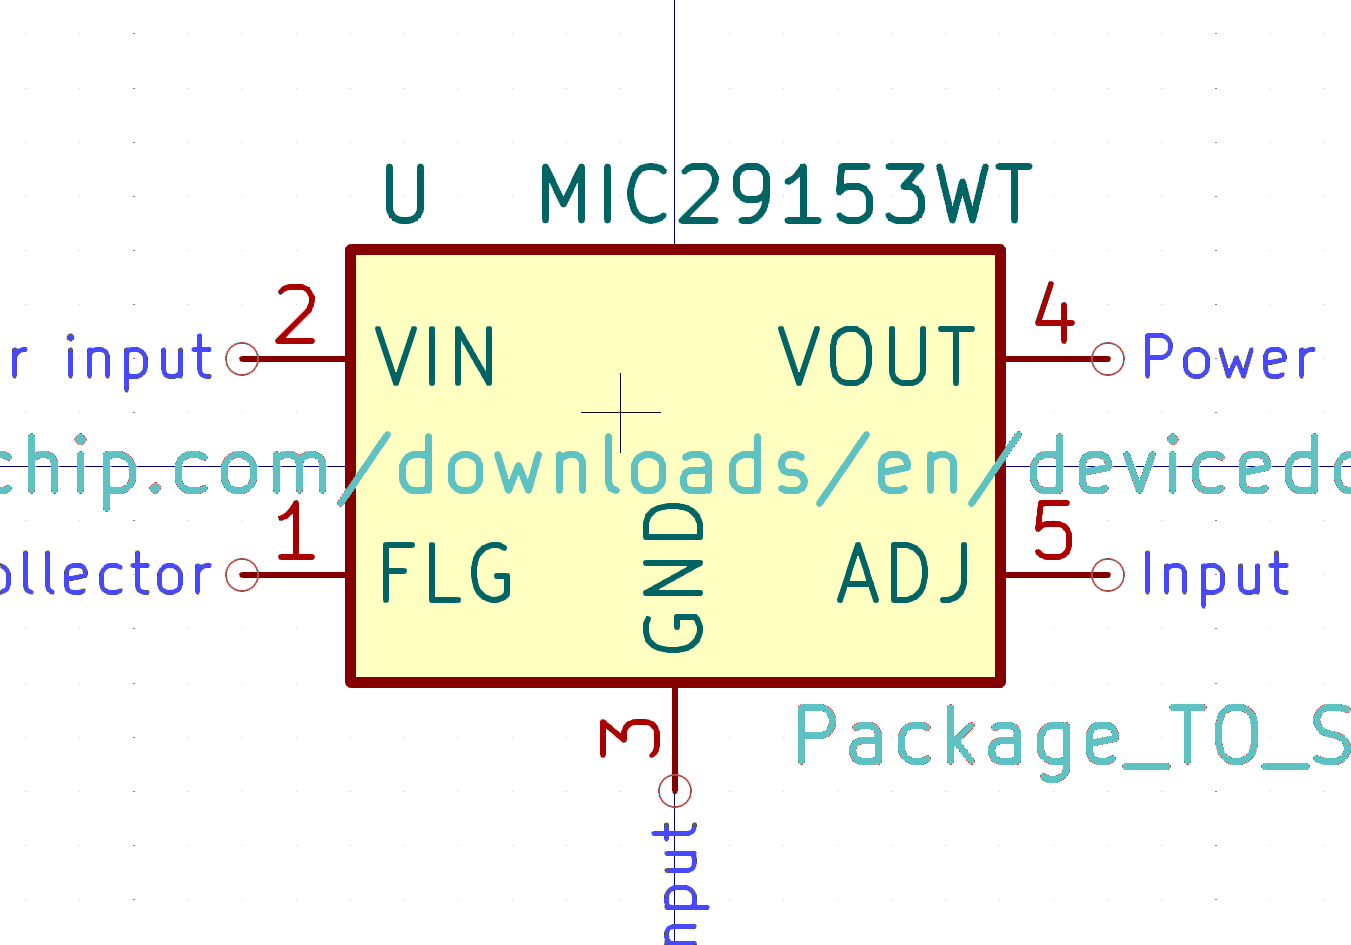 U MIC29153WT
2 4
r input VIN VOUT Power
chip.com/downloads/en/devicedo
1 5
ollector FLG GND ADJ Input
3 Package_TO_S
nput